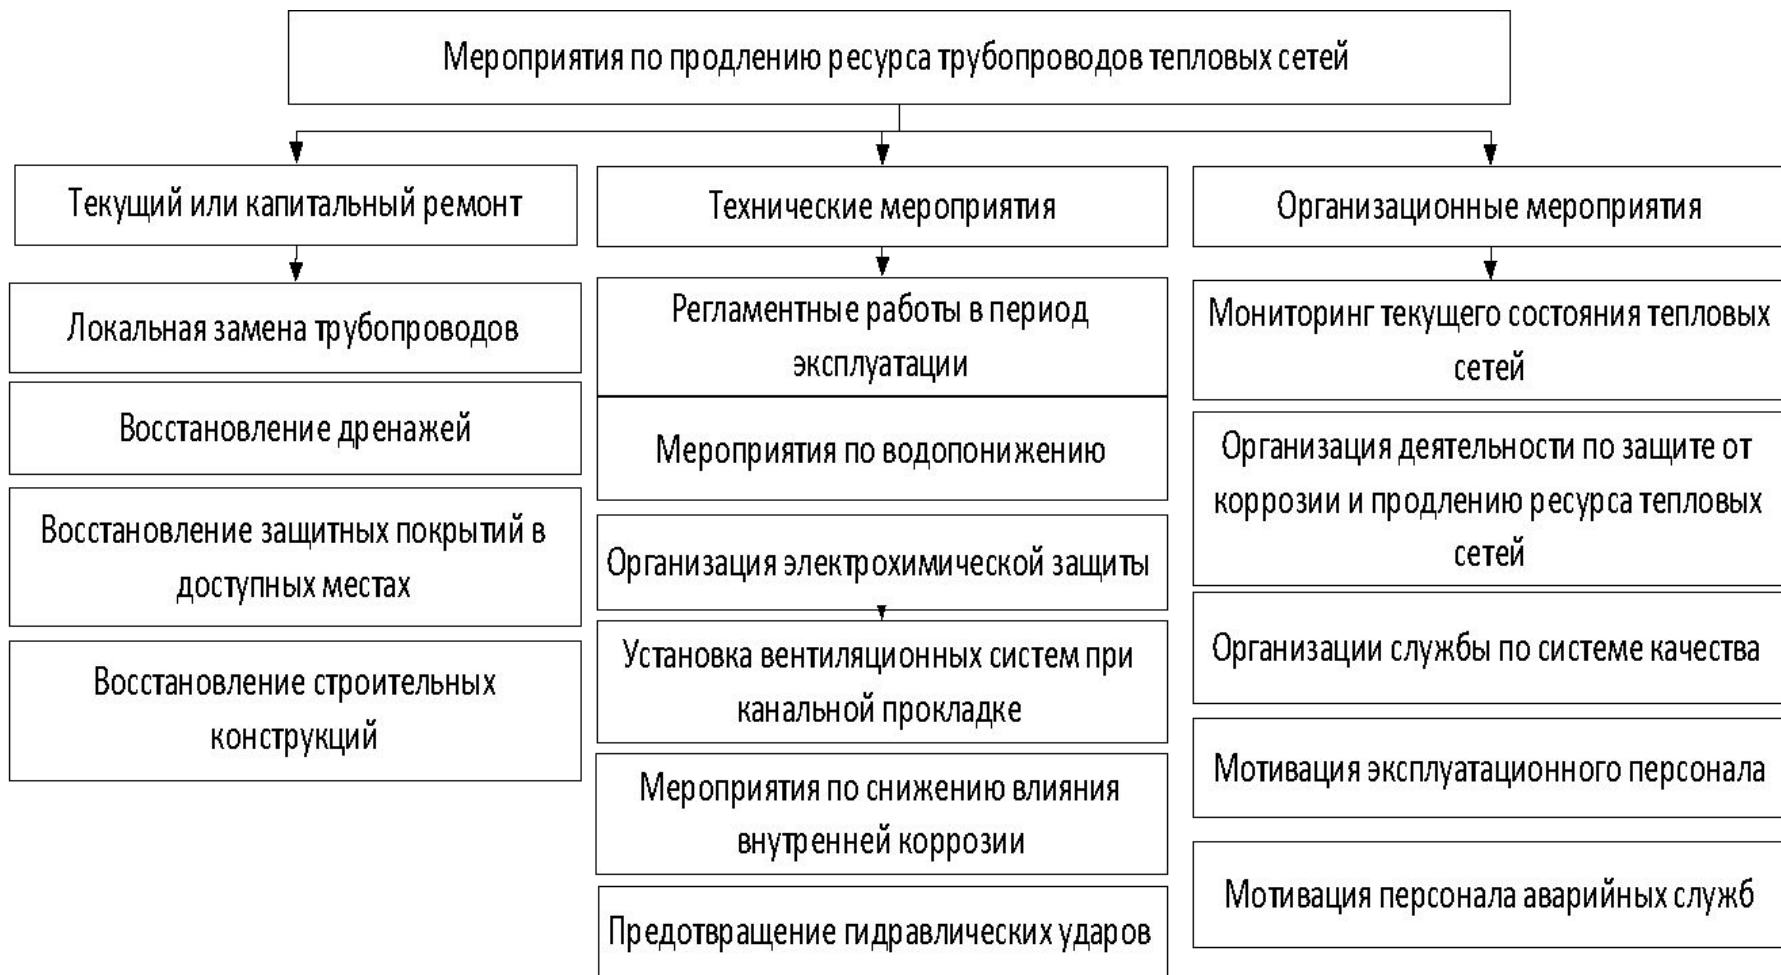 Мероприятия по продлению ресурса трубопроводов тепловых сетей
Текущий или капитальный ремонт
Локальная замена трубопроводов
Восстановление дренажей
Восстановление защитных покрытий в
доступных местах
Восстановление строительных
конструкций
Технические мероприятия
Регламентные работы в период
эксплуатации
Мероприятия по водопонижению
Организация электрохимической защиты
Установка вентиляционных систем при
канальной прокладке
Мероприятия по снижению влияния
внутренней коррозии
Предотвращение гидравлических ударов
Организационные мероприятия
Мониторинг текущего состояния тепловых
сетей
Организация деятельности по защите от
коррозии и продлению ресурса тепловых
сетей
Организации службы по системе качества
Мотивация эксплуатационного персонала
Мотивация персонала аварийных служб